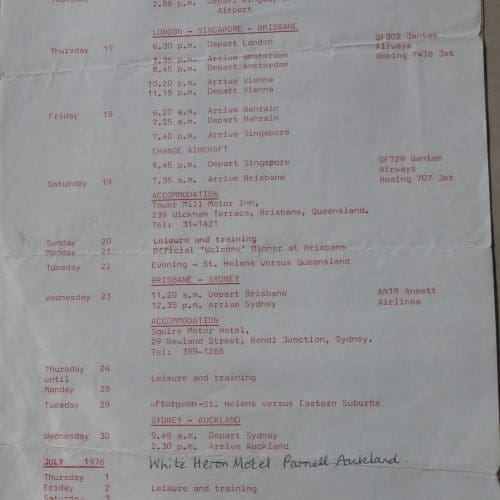 2.55 p.m. Depart
Airport
LONDON - SINGAPORE - BRISBANE
Thursday 17 6.30 p.m. Depart London QF002 Qantas
7.35 p.m. Arrive Amsterdam Airways
8.45 p.m. Depart Amsterdam Boeing 747B Jet
10.20 p.m. Arrive Vienna
11.15 p.m. Depart Vienna
Friday 18 6.20 a.m. Arrive Bahrain
7.25 a.m. Depart Bahrain
7.40 p.m. Arrive Singapore
CHANGE AIRCRAFT
9.45 p.m. Depart Singapore QF728 Qantas
Airways
Saturday 19 7.35 a.m. Arrive Brisbane Boeing 707 Jet
ACCOMMODATION
Tower Mill Motor Inn,
239 Wickham Terrace, Brisbane, Queensland.
Tel: 31-1421
Sunday 20 Leisure and training
Monday 21 Official 'Welcome' Dinner at Brisbane
Tuesday 22 Evening - St. Helens versus Queensland
BRISBANE - SYDNEY
Wednesday 23 11.20 a.m. Depart Brisbane AN19 Ansett
12.35 p.m. Arrive Sydney Airlines
ACCOMMODATION
Squire Motor Hotel,
29 Newland Street, Bondi Junction, Sydney.
Tel: 389-1266
Thursday 24
until Leisure and training
Monday 28
Tuesday 29 Afternoon-St. Helens versus Eastern Suburbs
SYDNEY - AUCKLAND
Wednesday 30 9.45 a.m. Depart Sydney
2.30 p.m. Arrive Auckland
JULY 1976 White Heron Motel. Parnell Aukland.
Thursday 1
Friday 2 Leisure and training
Saturday 3